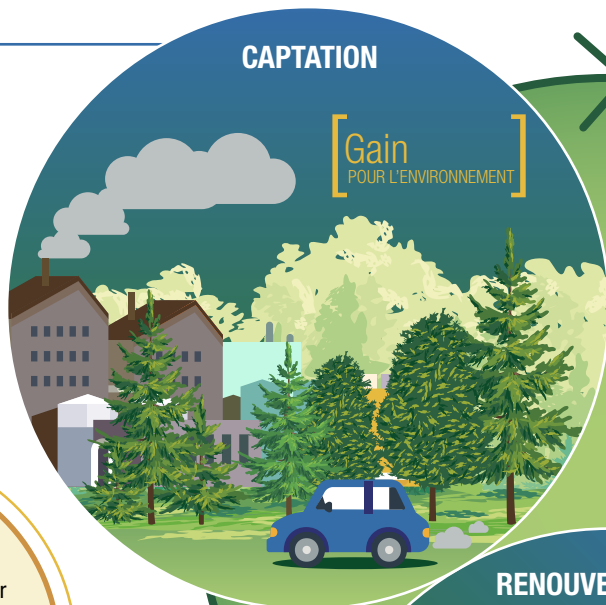 CAPTATION
Gain
POUR L'ENVIRONNEMENT
r
RENOUVE